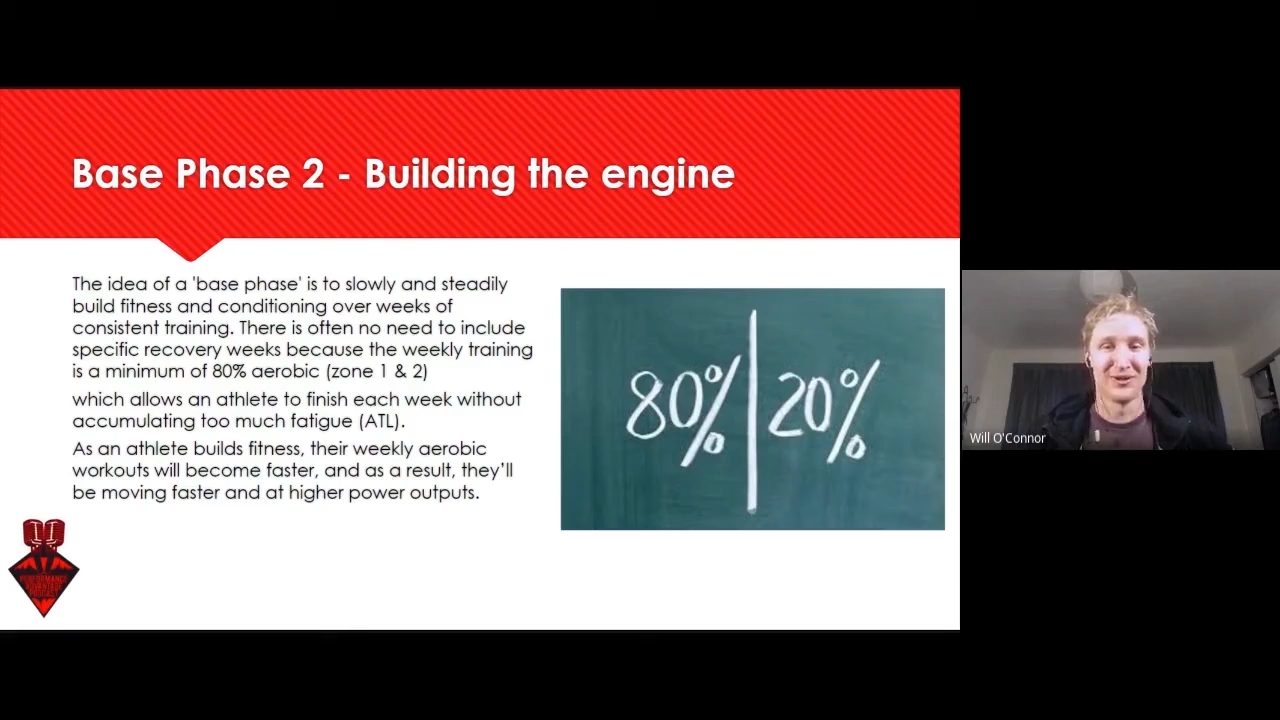 Base Phase 2 - Building the engine
The idea of a 'base phase' is to slowly and steadily
build fitness and conditioning over weeks of
consistent training. There is often no need to include
specific recovery weeks because the weekly training
is a minimum of 80% aerobic (zone 1 & 2)
which allows an athlete to finish each week without
accumulating too much fatigue (ATL).
As an athlete builds fitness, their weekly aerobic
workouts will become faster, and as a result, they'll
be moving faster and at higher power outputs.
80% 20%
Will O'Connor
PERFORMANCE
ADVANTAGE
PODCAST